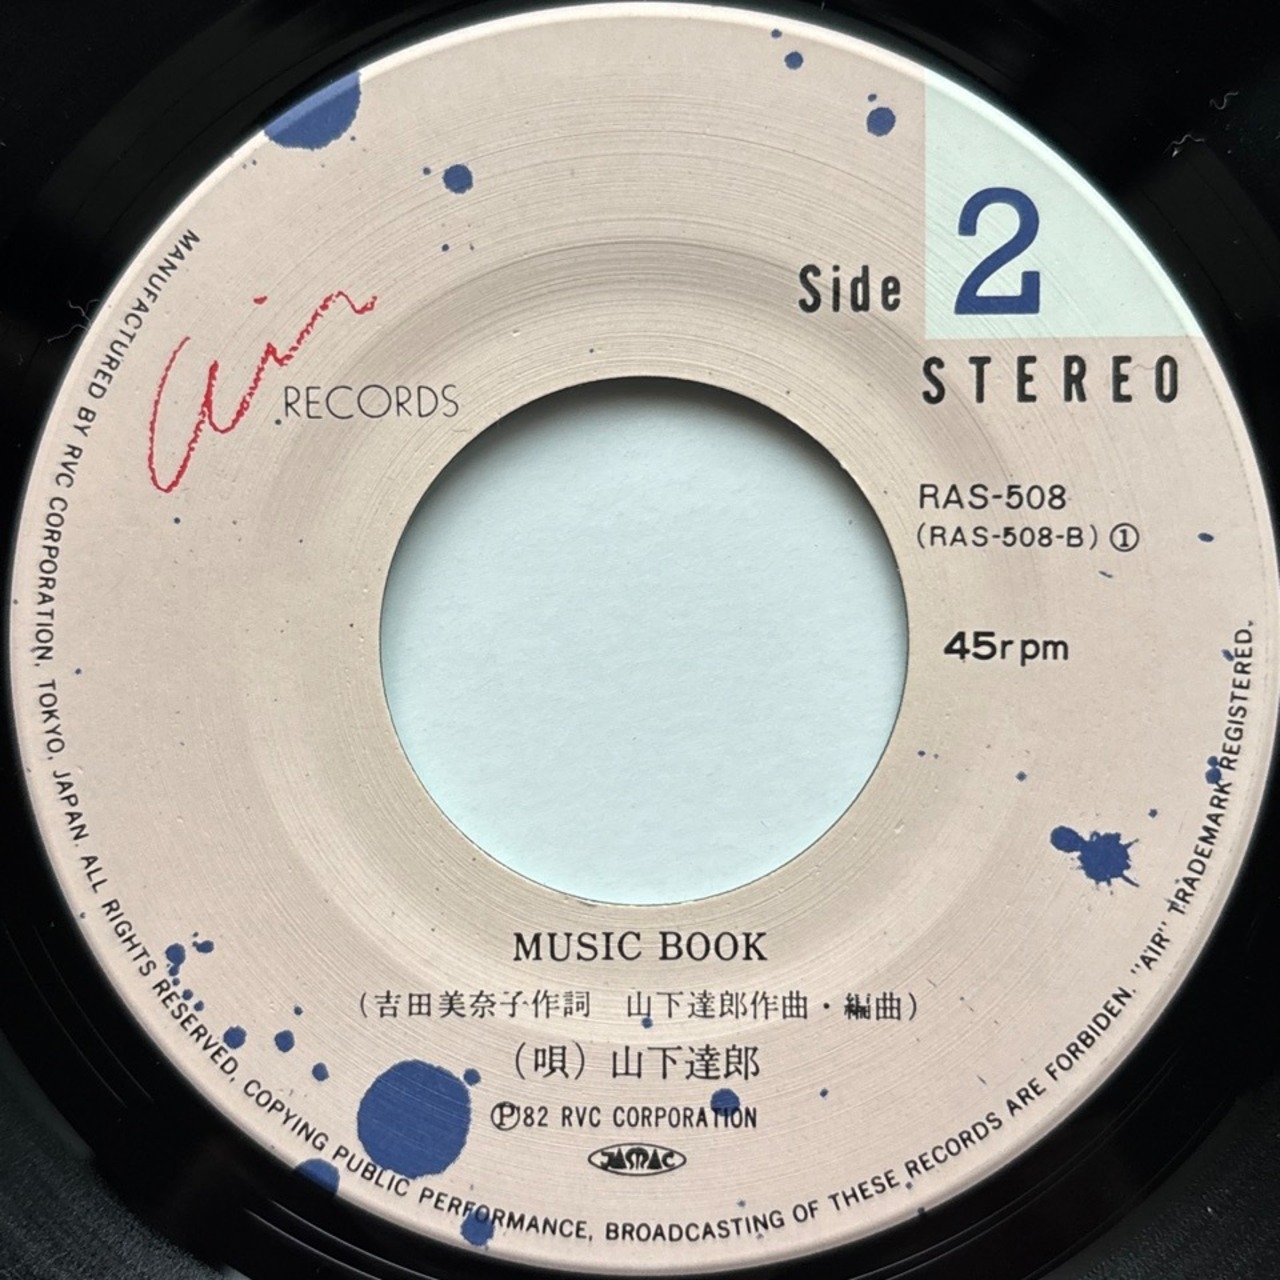 Air
RECORDS
Side 2
STEREO
RAS-508
(RAS-508-B) ①
45rpm
MUSIC BOOK
(吉田美奈子作詞 山下達郎作曲・編曲)
(唄) 山下達郎
Ⓟ'82 RVC CORPORATION
JASRAC
MANUFACTURED BY RVC CORPORATION, TOKYO, JAPAN. ALL RIGHTS RESERVED, COPYING PUBLIC PERFORMANCE, BROADCASTING OF THESE RECORDS ARE FORBIDDEN. "AIR" TRADEMARK REGISTERED.